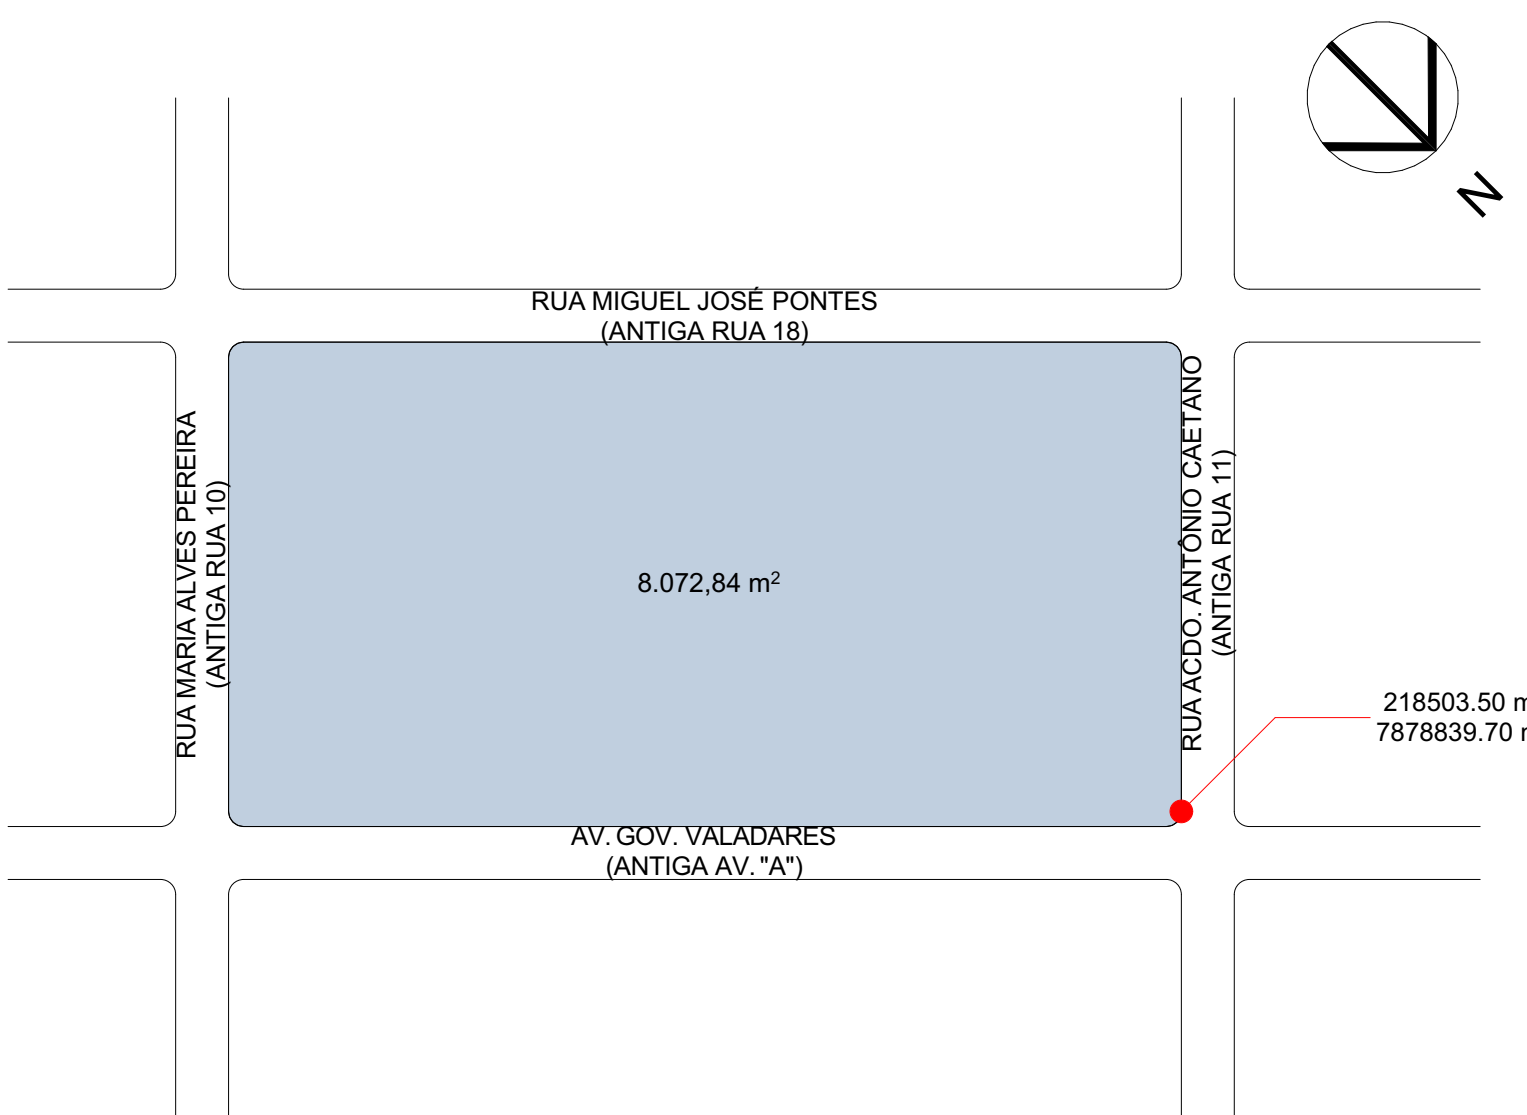 N
RUA MIGUEL JOSÉ PONTES
(ANTIGA RUA 18)
RUA MARIA ALVES PEREIRA
(ANTIGA RUA 10)
8.072,84 m²
RUA ACDO. ANTÔNIO CAETANO
(ANTIGA RUA 11)
218503.50 m
7878839.70 m
AV. GOV. VALADARES
(ANTIGA AV. "A")